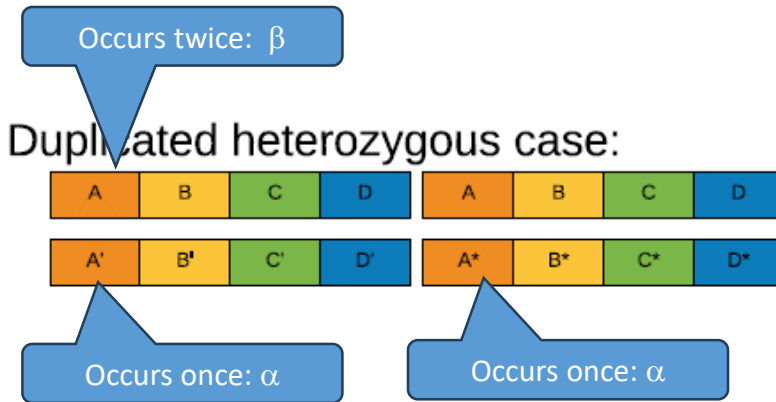 Occurs twice: β
Duplicated heterozygous case:
A B C D A B C D
A' B' C' D' A* B* C* D*
Occurs once: α
Occurs once: α